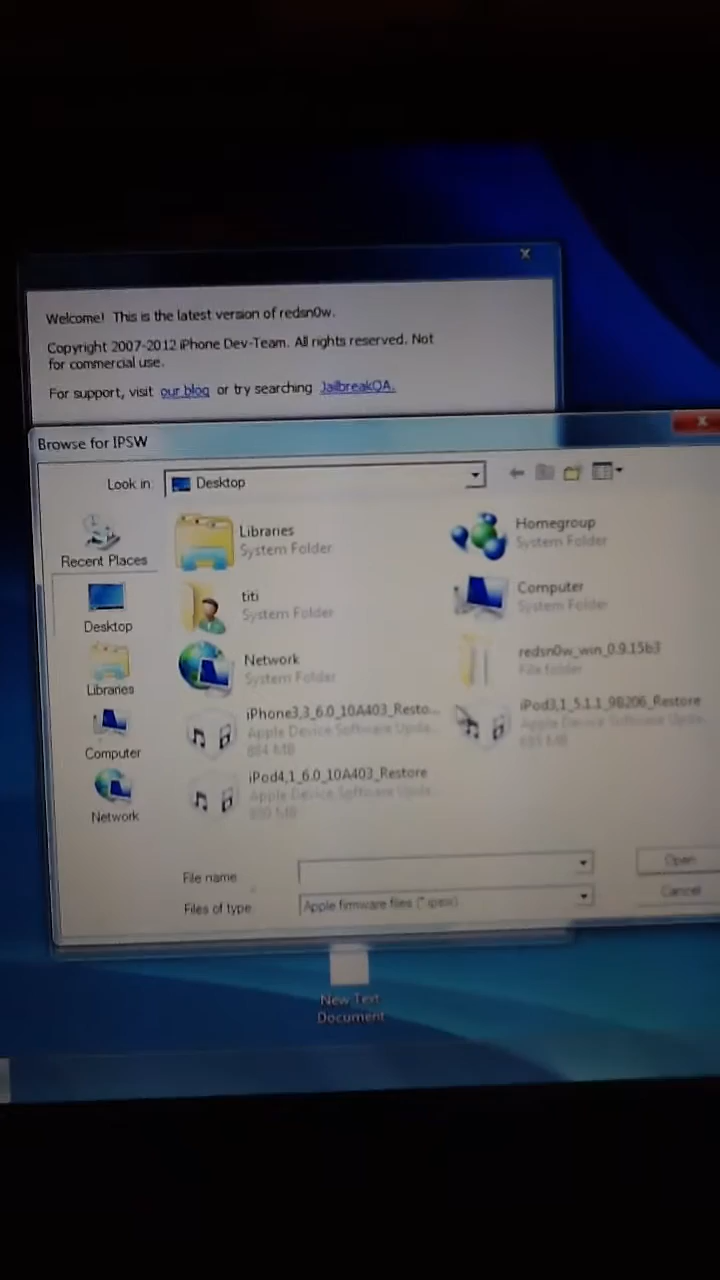 Welcome! This is the latest version of redsn0w.
Copyright 2007-2012 iPhone Dev-Team. All rights reserved. Not
for commercial use.
For support, visit our blog or try searching JailbreakQA.
Browse for IPSW
Look in:
Desktop
Recent Places
Desktop
Libraries
Computer
Network
Libraries
System Folder
Homegroup
System Folder
titi
System Folder
Computer
System Folder
Network
System Folder
redsn0w_win_0.9.15b3
File folder
iPhone3,3_6.0_10A403_Resto...
Apple Device Software Upda...
884 MB
iPod3,1_5.1.1_9B206_Restore
Apple Device Software Upda...
iPod4,1_6.0_10A403_Restore
Apple Device Software Upda...
File name
Open
Files of type
Apple firmware files (*.ipsw)
Cancel
New Text
Document